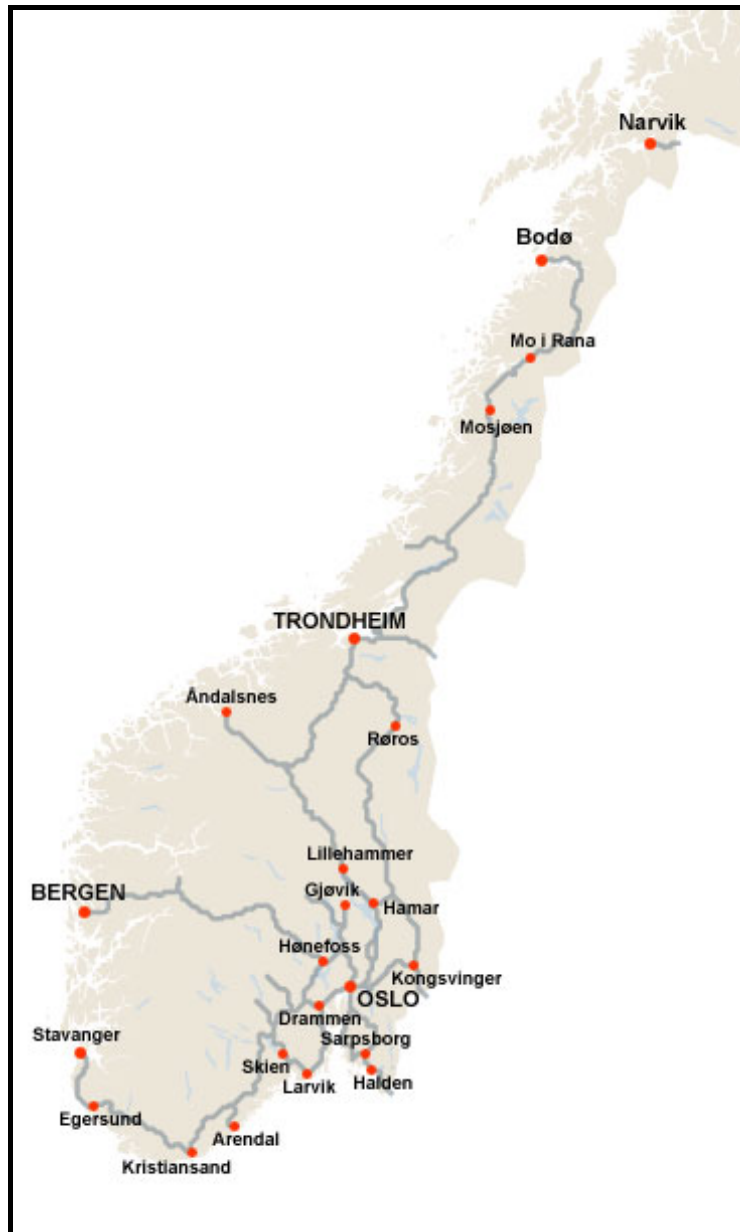 Narvik
Bodø
Mo i Rana
Mosjøen
TRONDHEIM
Åndalsnes
Røros
Lillehammer
Gjøvik
BERGEN
Hamar
Hønefoss
Kongsvinger
OSLO
Drammen
Stavanger
Sarpsborg
Skien
Larvik
Halden
Egersund
Arendal
Kristiansand